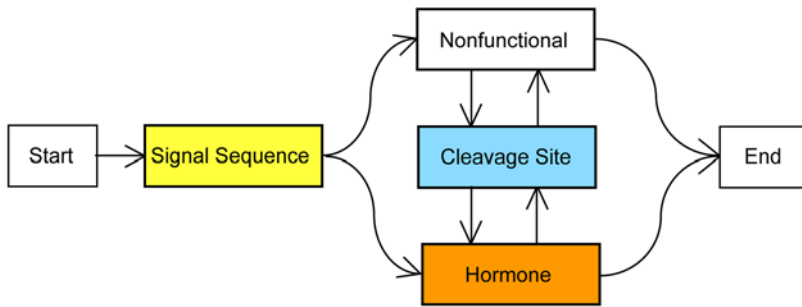 Nonfunctional
Start
Signal Sequence
Cleavage Site
End
Hormone